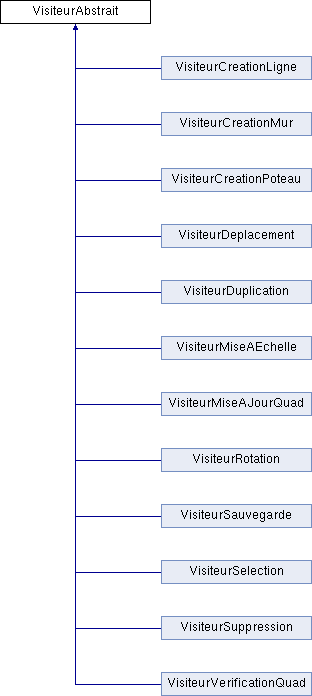 VisiteurAbstrait
VisiteurCreationLigne
VisiteurCreationMur
VisiteurCreationPoteau
VisiteurDeplacement
VisiteurDuplication
VisiteurMiseAEchelle
VisiteurMiseAJourQuad
VisiteurRotation
VisiteurSauvegarde
VisiteurSelection
VisiteurSuppression
VisiteurVerificationQuad